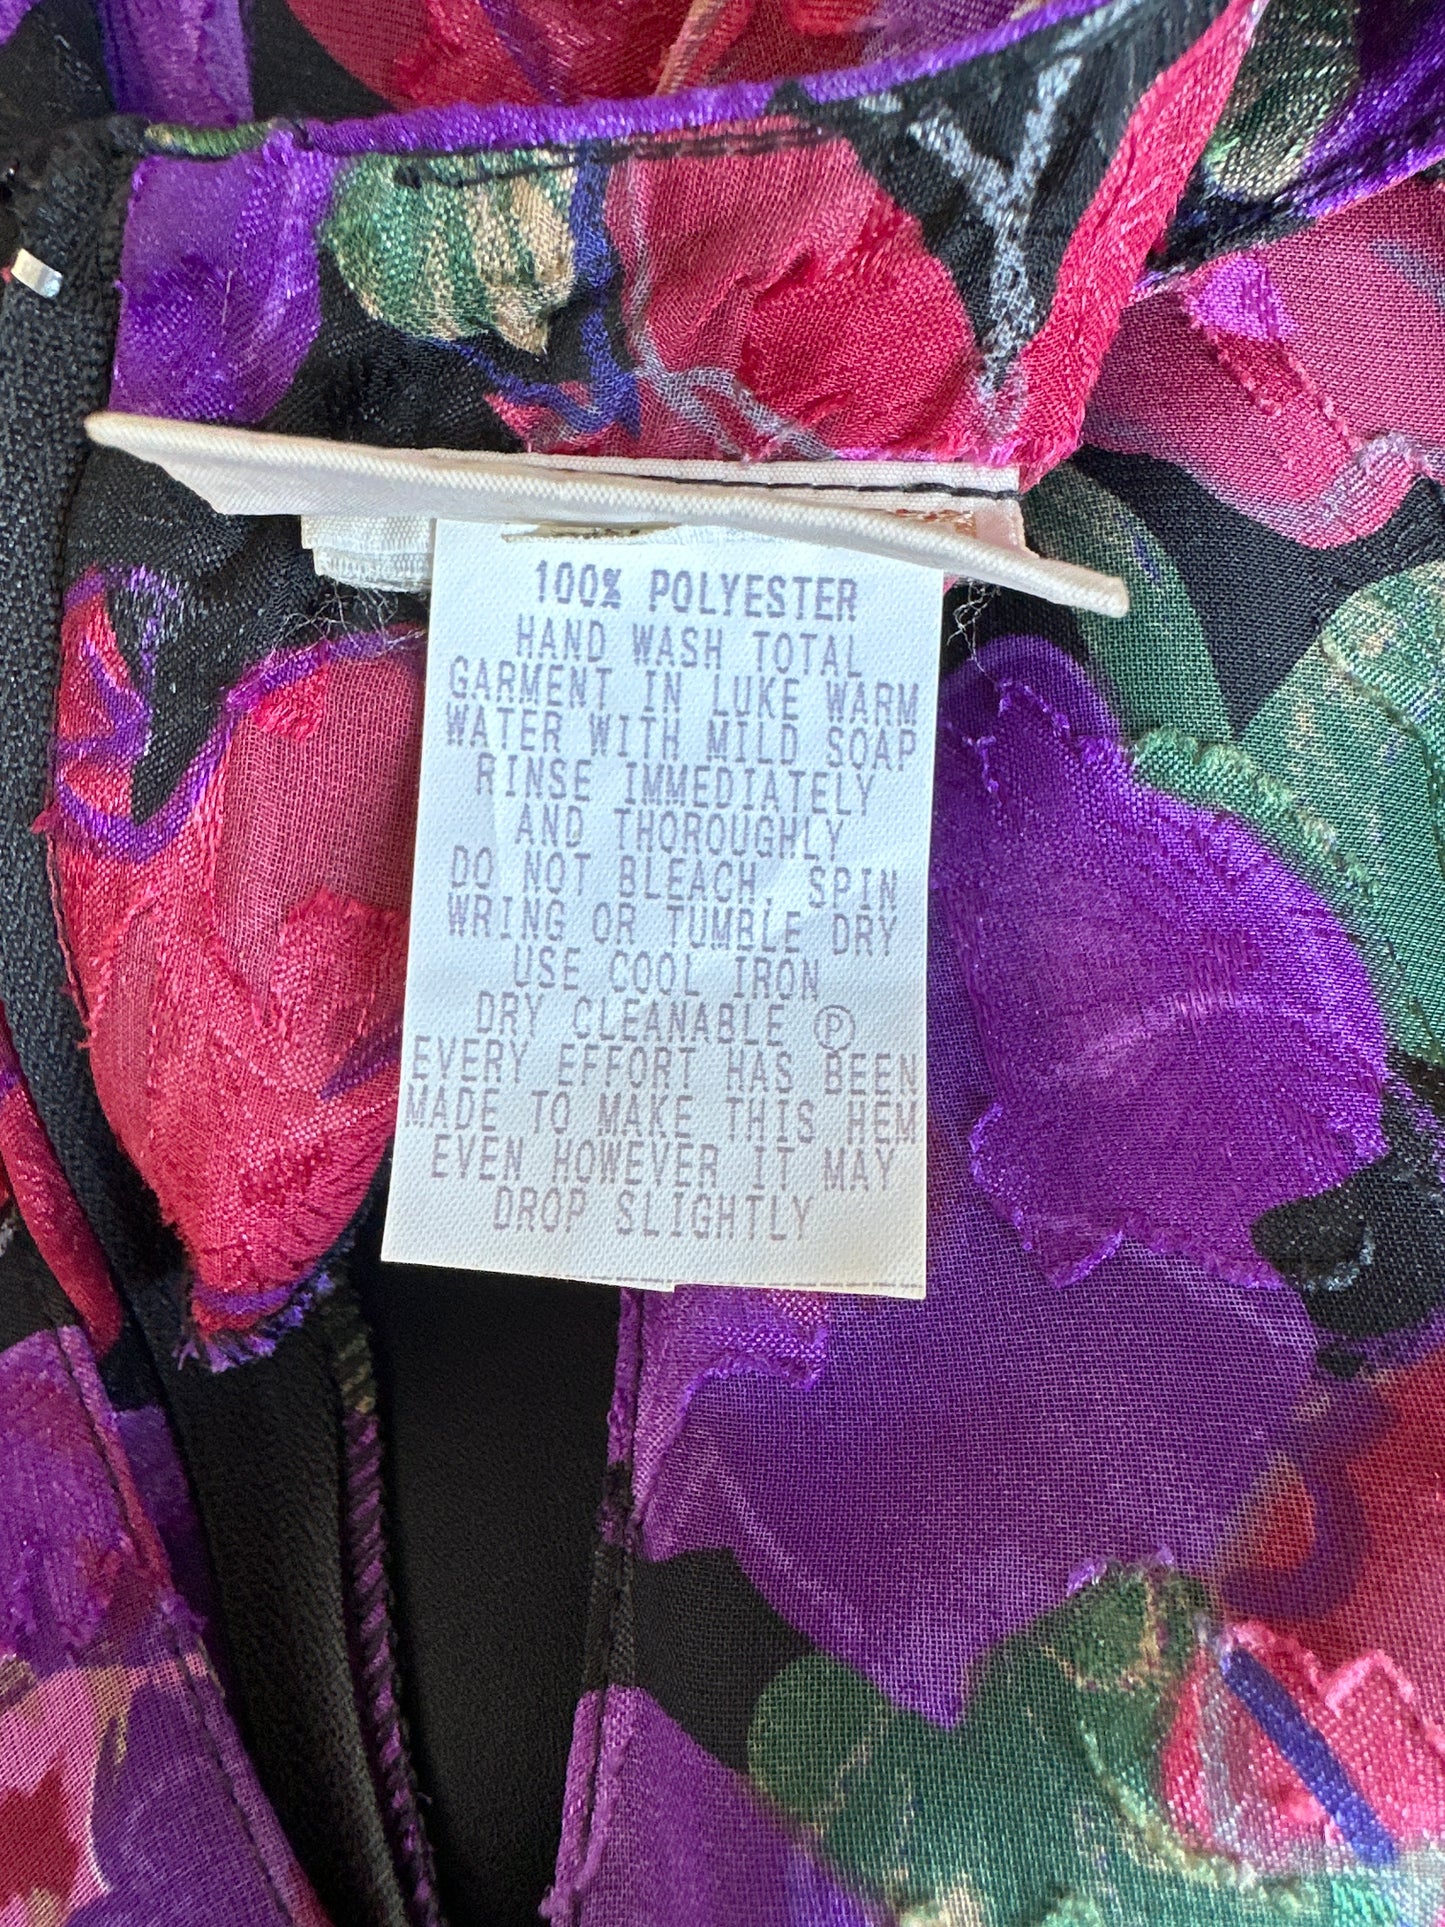 100% POLYESTER
HAND WASH TOTAL
GARMENT IN LUKE WARM
WATER WITH MILD SOAP
RINSE IMMEDIATELY
AND THOROUGHLY
DO NOT BLEACH, SPIN
WRING OR TUMBLE DRY
USE COOL IRON
DRY CLEANABLE Ⓟ
EVERY EFFORT HAS BEEN
MADE TO MAKE THIS HEM
EVEN HOWEVER IT MAY
DROP SLIGHTLY